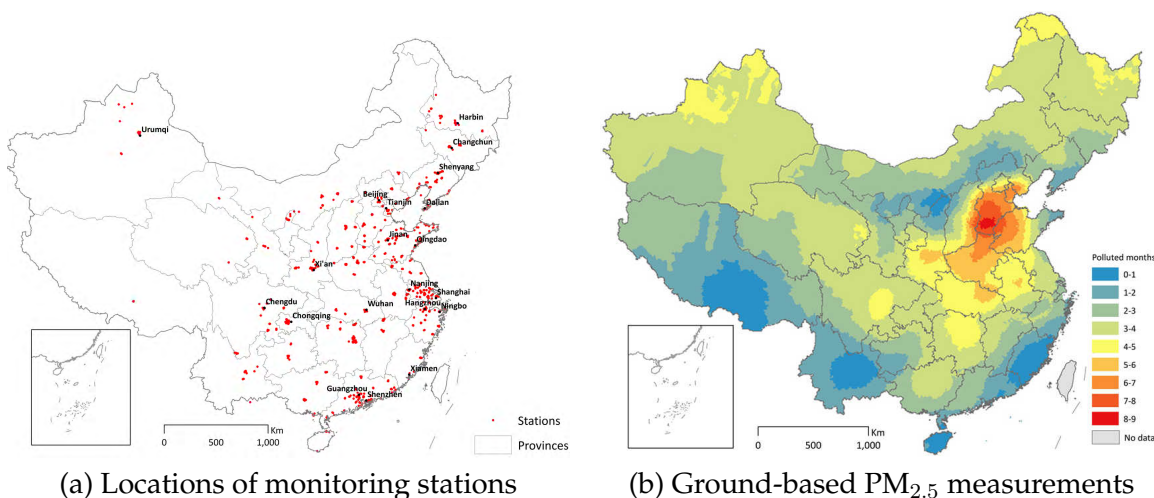 Harbin
Urumqi
Changchun
Shenyang
Beijing
Tianjin
Dalian
Jinan
Qingdao
Xi'an
Nanjing
Shanghai
Chengdu
Wuhan
Hangzhou
Ningbo
Chongqing
Xiamen
Guangzhou
Shenzhen
Stations
Provinces
0 500 1,000 Km
Polluted months
0-1
1-2
2-3
3-4
4-5
5-6
6-7
7-8
8-9
No data
0 500 1,000 Km
(a) Locations of monitoring stations
(b) Ground-based PM2.5 measurements